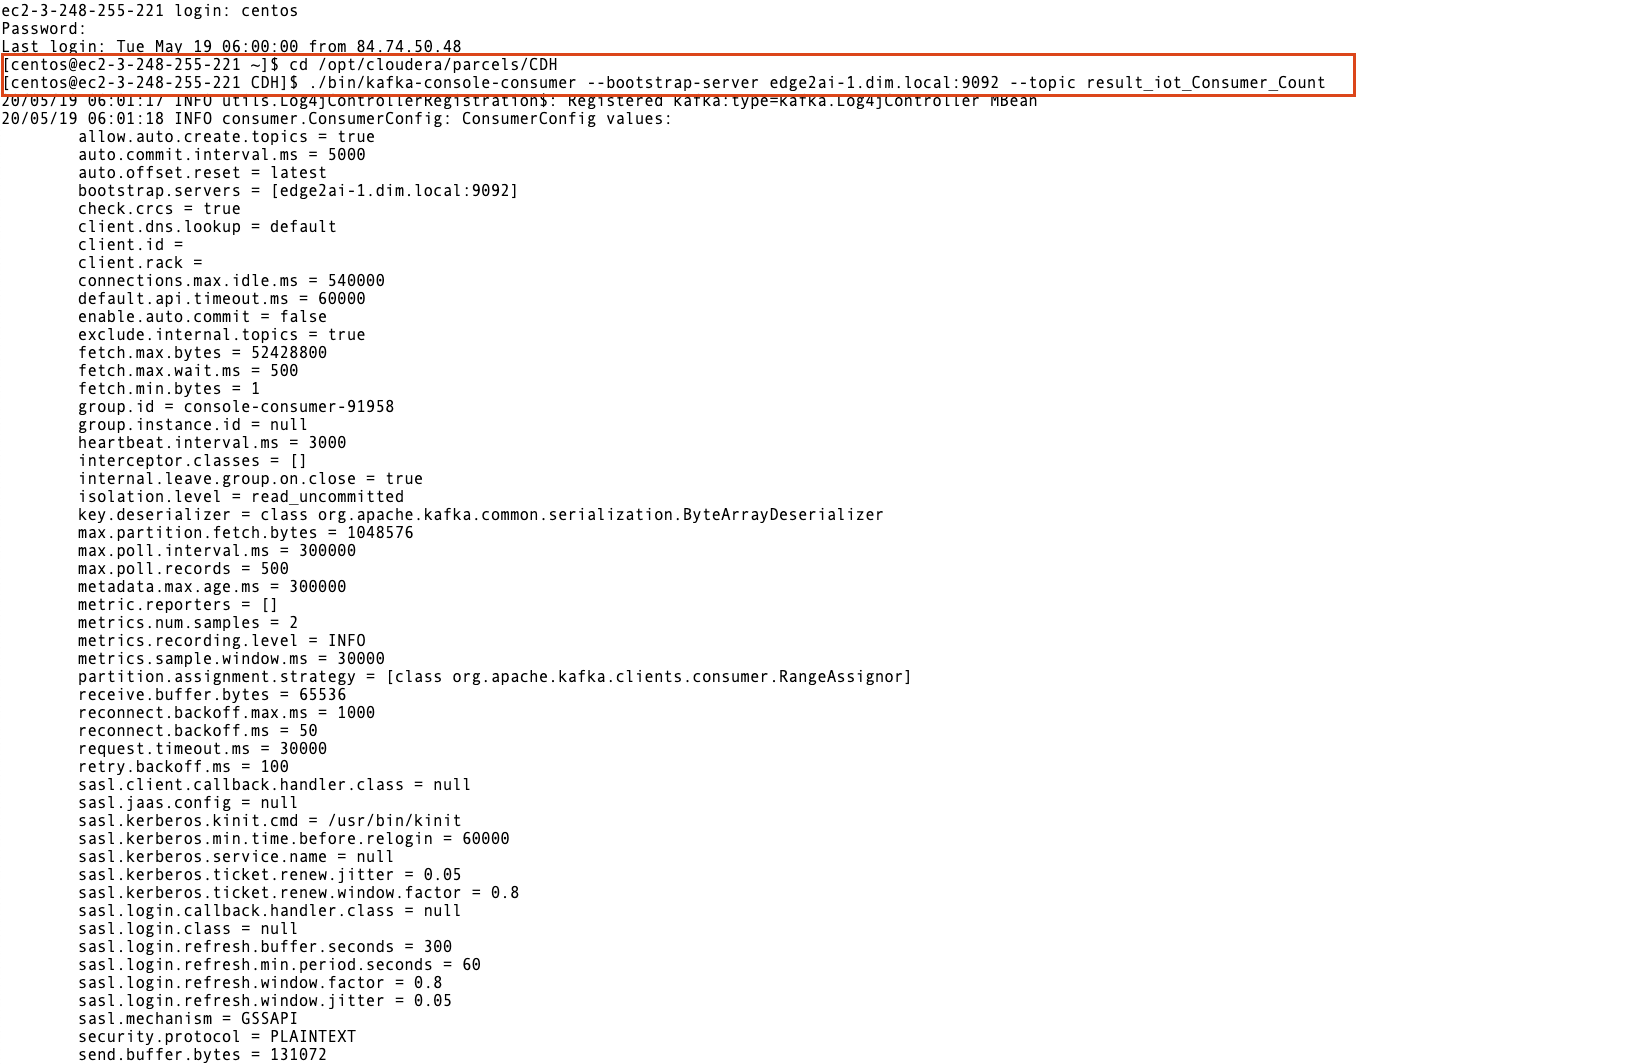 ec2-3-248-255-221 login: centos
Password:
Last login: Tue May 19 06:00:00 from 84.74.50.48
[centos@ec2-3-248-255-221 ~]$ cd /opt/cloudera/parcels/CDH
[centos@ec2-3-248-255-221 CDH]$ ./bin/kafka-console-consumer --bootstrap-server edge2ai-1.dim.local:9092 --topic result_iot_Consumer_Count
20/05/19 06:01:17 INFO utils.Log4jControllerRegistration$: Registered kafka:type=kafka.Log4jController MBean
20/05/19 06:01:18 INFO consumer.ConsumerConfig: ConsumerConfig values:
allow.auto.create.topics = true
auto.commit.interval.ms = 5000
auto.offset.reset = latest
bootstrap.servers = [edge2ai-1.dim.local:9092]
check.crcs = true
client.dns.lookup = default
client.id =
client.rack =
connections.max.idle.ms = 540000
default.api.timeout.ms = 60000
enable.auto.commit = false
exclude.internal.topics = true
fetch.max.bytes = 52428800
fetch.max.wait.ms = 500
fetch.min.bytes = 1
group.id = console-consumer-91958
group.instance.id = null
heartbeat.interval.ms = 3000
interceptor.classes = []
internal.leave.group.on.close = true
isolation.level = read_uncommitted
key.deserializer = class org.apache.kafka.common.serialization.ByteArrayDeserializer
max.partition.fetch.bytes = 1048576
max.poll.interval.ms = 300000
max.poll.records = 500
metadata.max.age.ms = 300000
metric.reporters = []
metrics.num.samples = 2
metrics.recording.level = INFO
metrics.sample.window.ms = 30000
partition.assignment.strategy = [class org.apache.kafka.clients.consumer.RangeAssignor]
receive.buffer.bytes = 65536
reconnect.backoff.max.ms = 1000
reconnect.backoff.ms = 50
request.timeout.ms = 30000
retry.backoff.ms = 100
sasl.client.callback.handler.class = null
sasl.jaas.config = null
sasl.kerberos.kinit.cmd = /usr/bin/kinit
sasl.kerberos.min.time.before.relogin = 60000
sasl.kerberos.service.name = null
sasl.kerberos.ticket.renew.jitter = 0.05
sasl.kerberos.ticket.renew.window.factor = 0.8
sasl.login.callback.handler.class = null
sasl.login.class = null
sasl.login.refresh.buffer.seconds = 300
sasl.login.refresh.min.period.seconds = 60
sasl.login.refresh.window.factor = 0.8
sasl.login.refresh.window.jitter = 0.05
sasl.mechanism = GSSAPI
security.protocol = PLAINTEXT
send.buffer.bytes = 131072